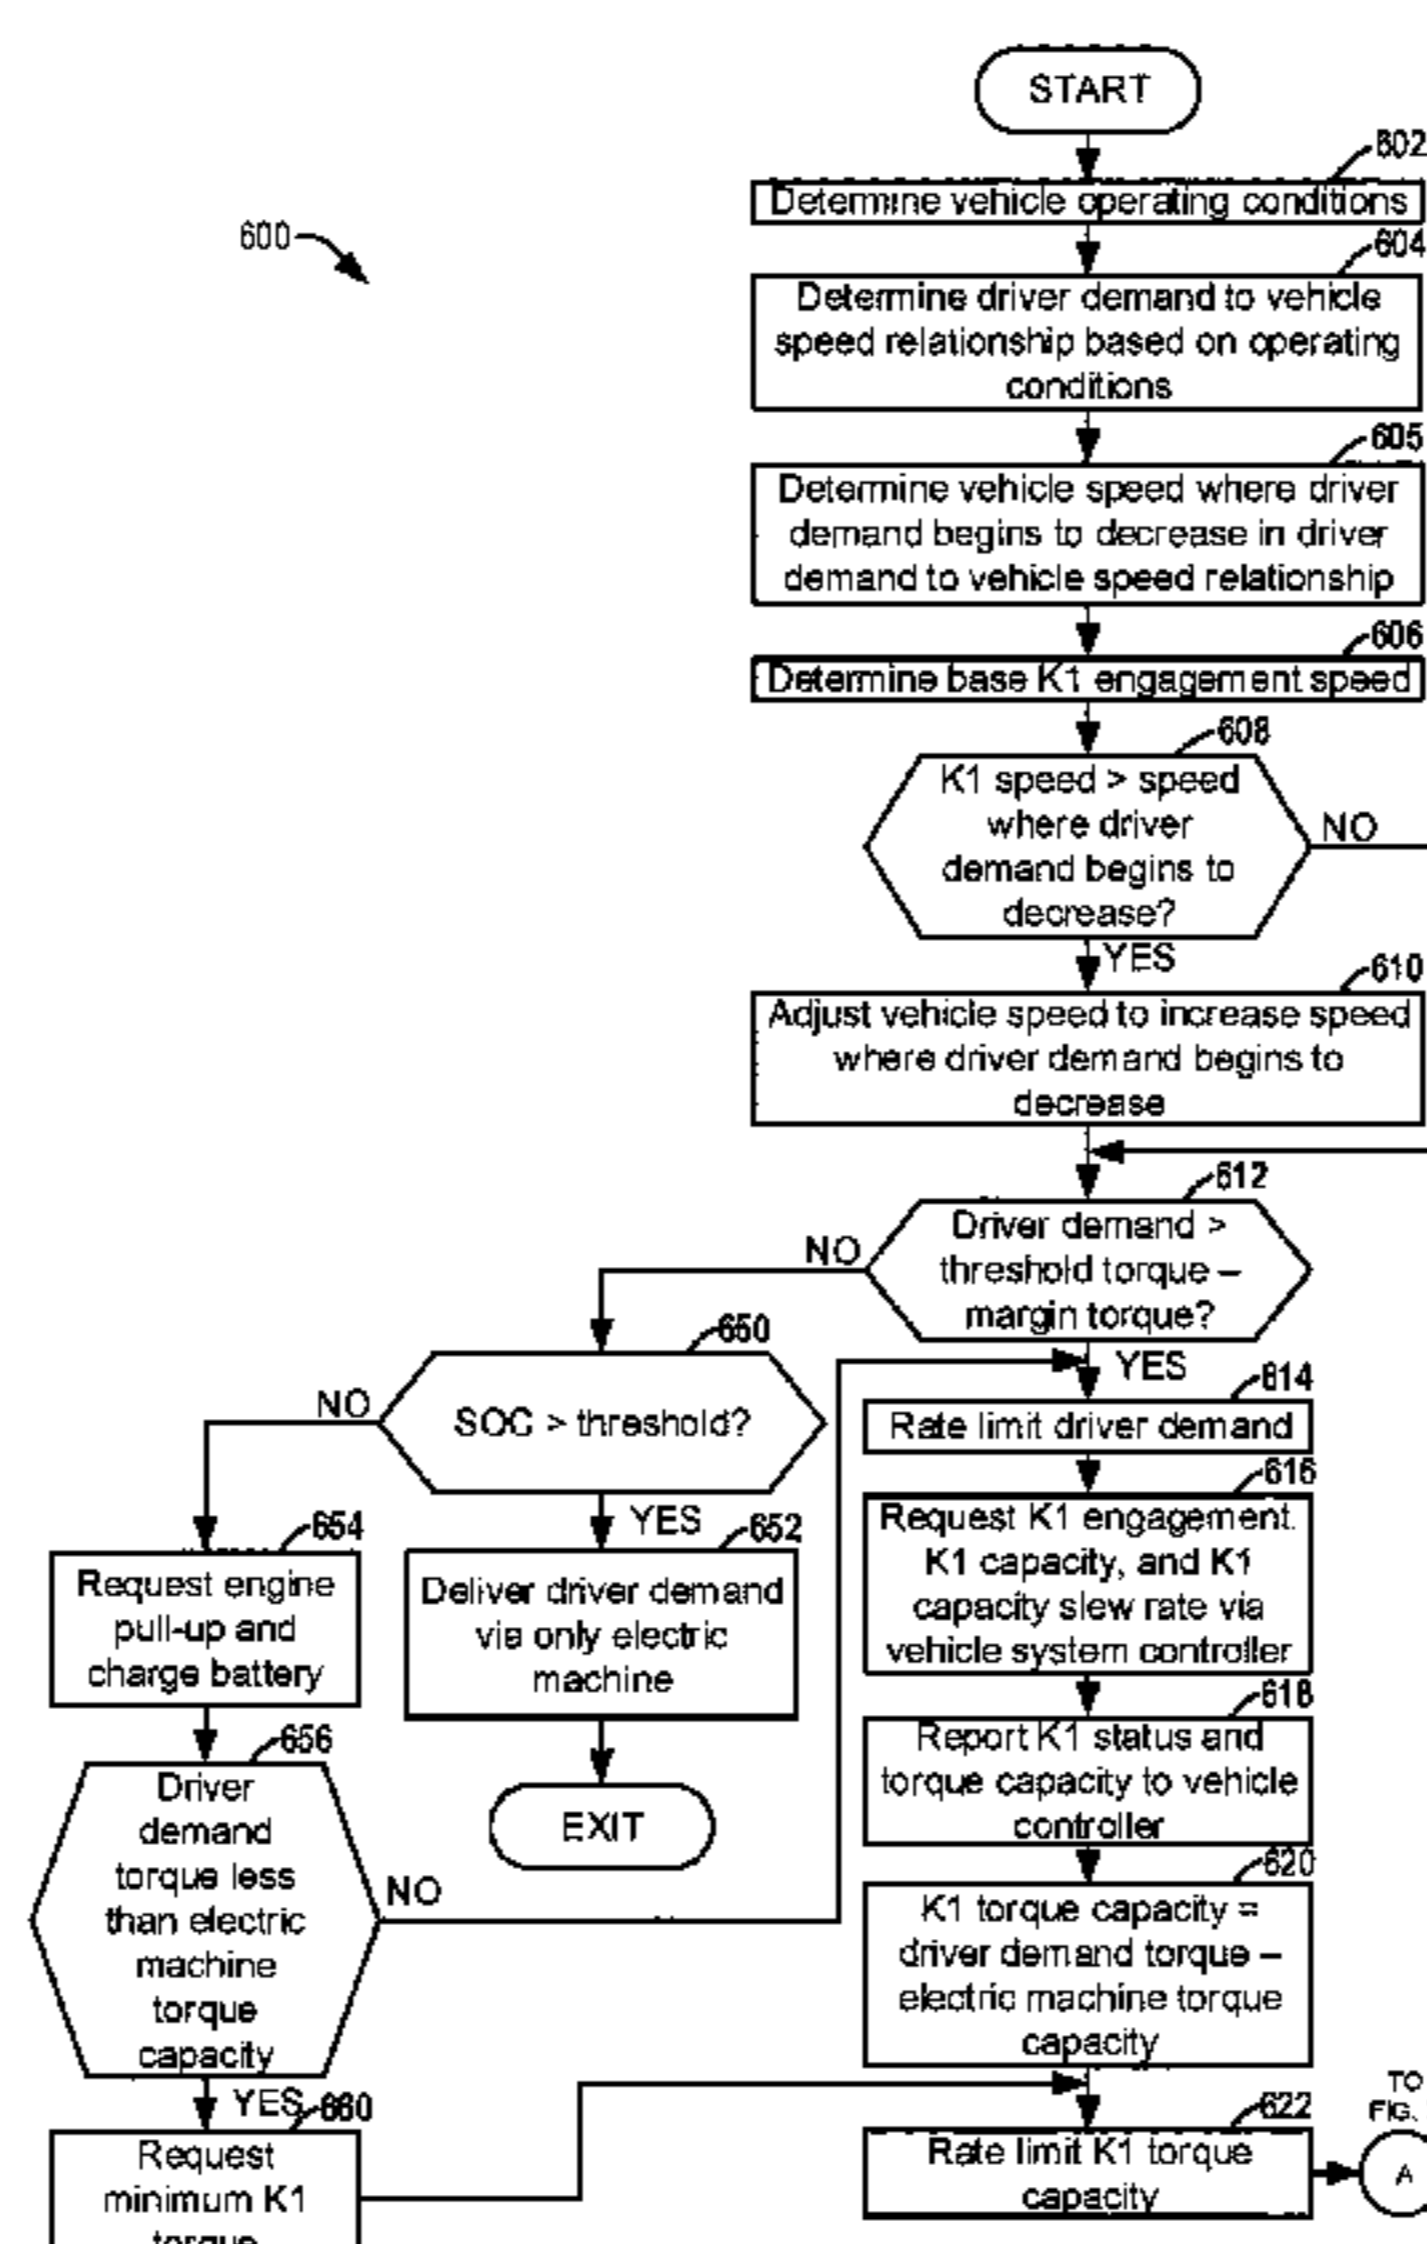 START
602
Determine vehicle operating conditions
600
604
Determine driver demand to vehicle
speed relationship based on operating
conditions
605
Determine vehicle speed where driver
demand begins to decrease in driver
demand to vehicle speed relationship
606
Determine base K1 engagement speed
608
K1 speed > speed
where driver
demand begins to
decrease?
NO
YES
610
Adjust vehicle speed to increase speed
where driver demand begins to
decrease
612
Driver demand >
threshold torque –
margin torque?
NO
YES
650
SOC > threshold?
NO
YES
614
Rate limit driver demand
616
Request K1 engagement.
K1 capacity, and K1
capacity slew rate via
vehicle system controller
654
Request engine
pull-up and
charge battery
652
Deliver driver demand
via only electric
machine
EXIT
618
Report K1 status and
torque capacity to vehicle
controller
656
Driver
demand
torque less
than electric
machine
torque
capacity
NO
YES
620
K1 torque capacity =
driver demand torque –
electric machine torque
capacity
660
Request
minimum K1
torque
622
Rate limit K1 torque
capacity
TO
FIG.
A